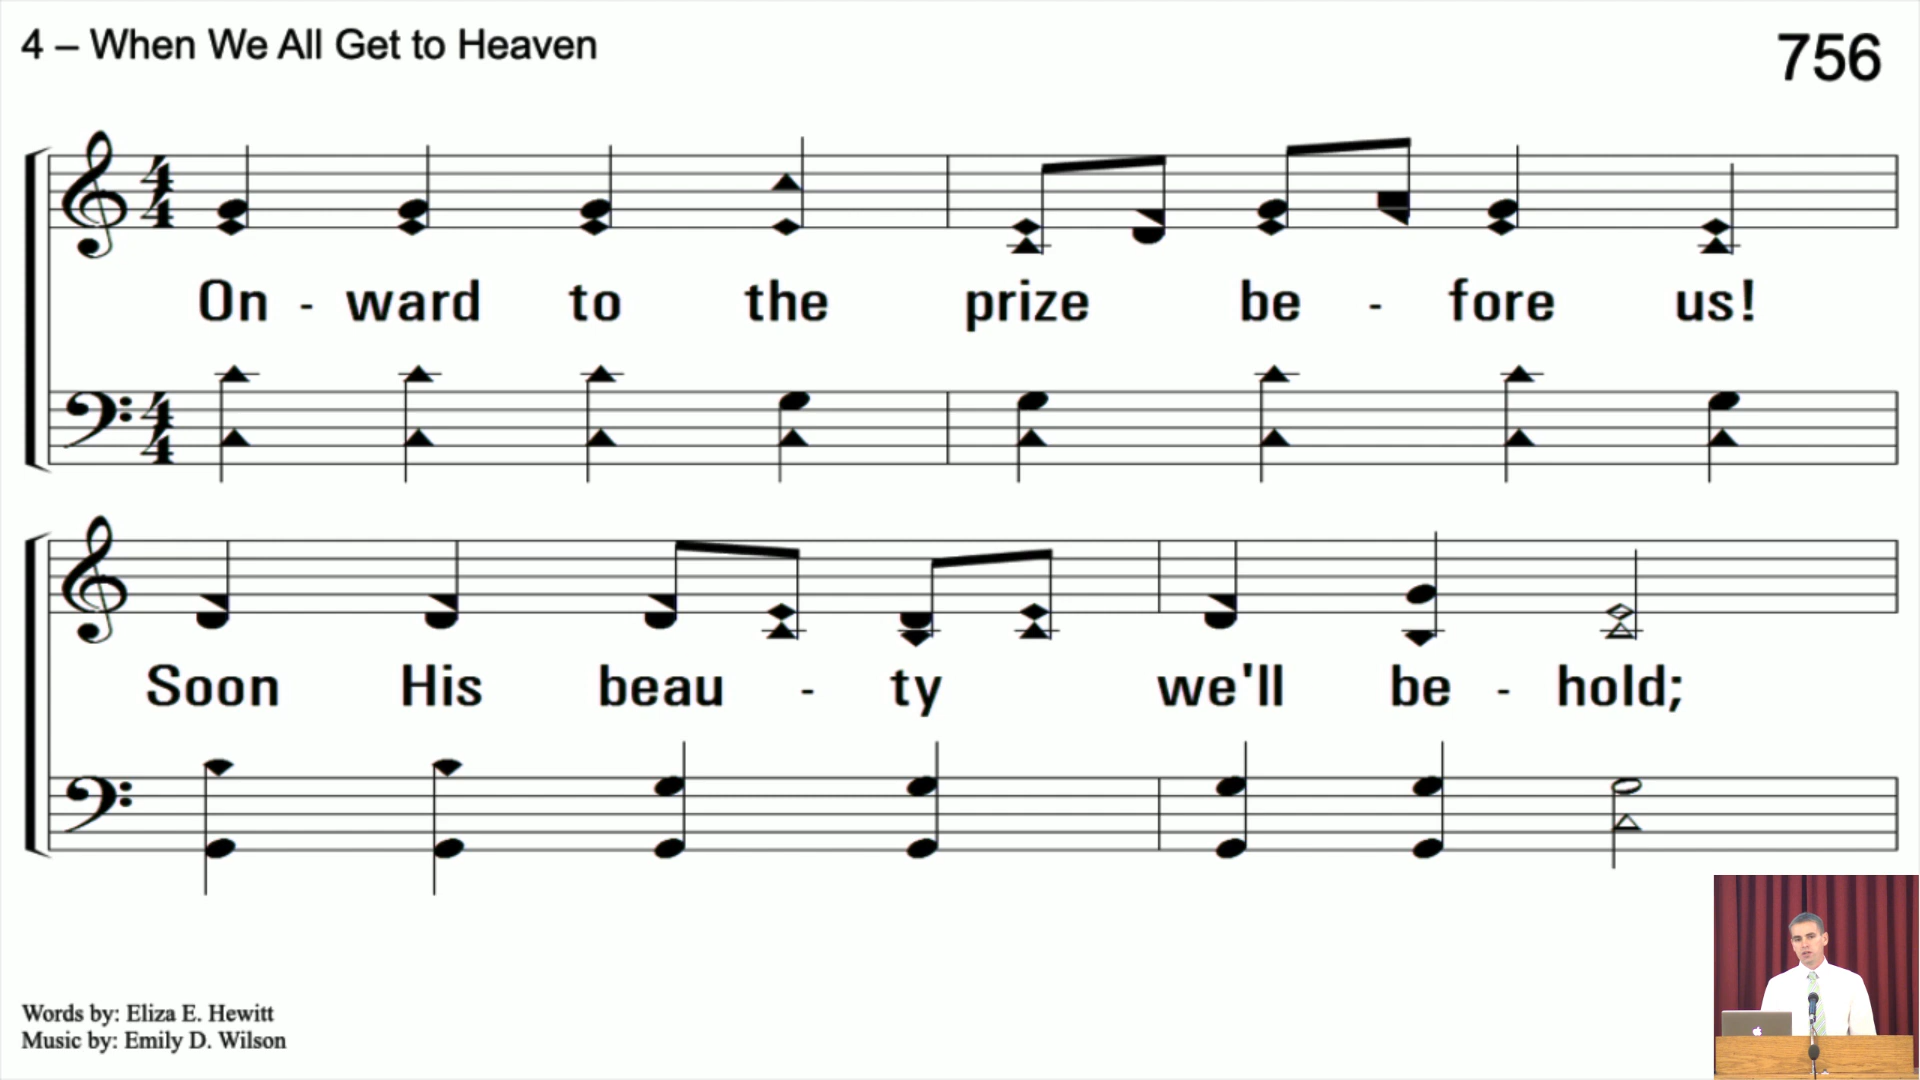 4 – When We All Get to Heaven
756
On - ward to the prize be - fore us!
Soon His beau - ty we'll be - hold;
Words by: Eliza E. Hewitt
Music by: Emily D. Wilson